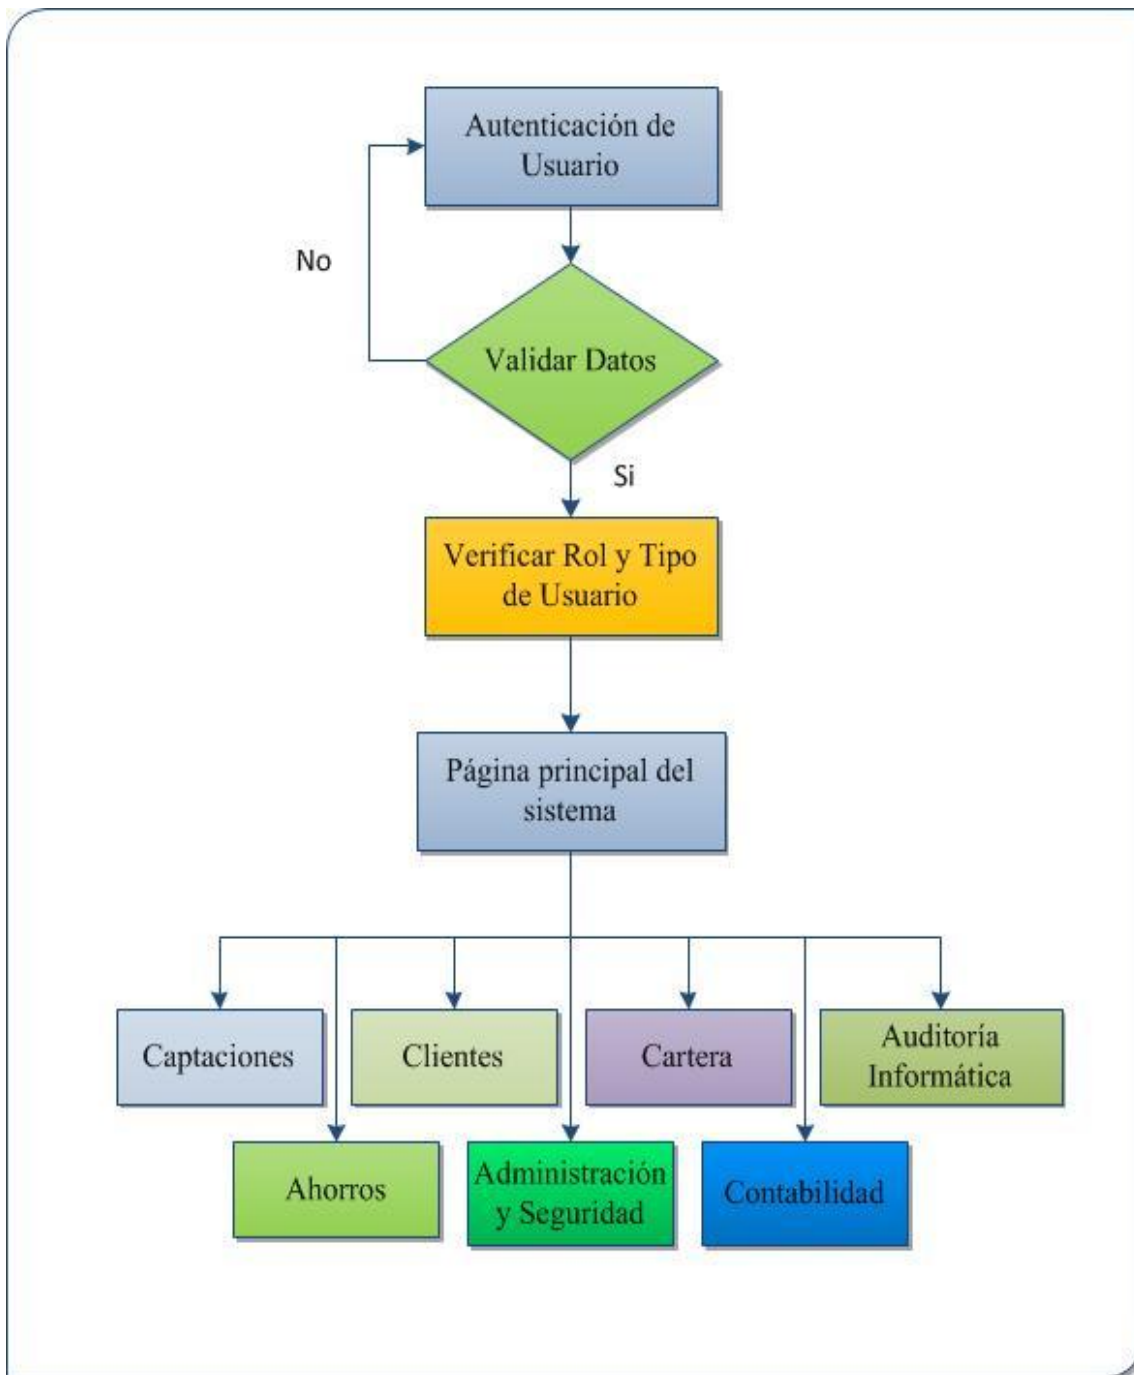 Autenticación de
Usuario
No
Validar Datos
Si
Verificar Rol y Tipo
de Usuario
Página principal del
sistema
Captaciones
Clientes
Cartera
Auditoría
Informática
Ahorros
Administración
y Seguridad
Contabilidad